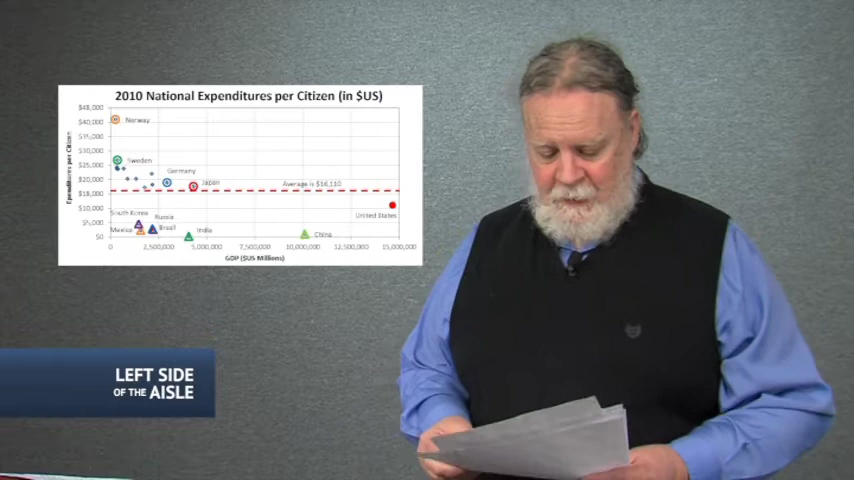 2010 National Expenditures per Citizen (in $US)
$45,000
$40,000
$35,000
$30,000
$25,000
$20,000
$15,000
$10,000
$5,000
$0
Expenditures per Citizen
Norway
Sweden
Germany
Japan
Average is $16,110
United States
South Korea
Russia
Mexico
Brazil
India
China
0
2,500,000
5,000,000
7,500,000
10,000,000
12,500,000
15,000,000
GDP ($US Millions)
LEFT SIDE
OF THE AISLE